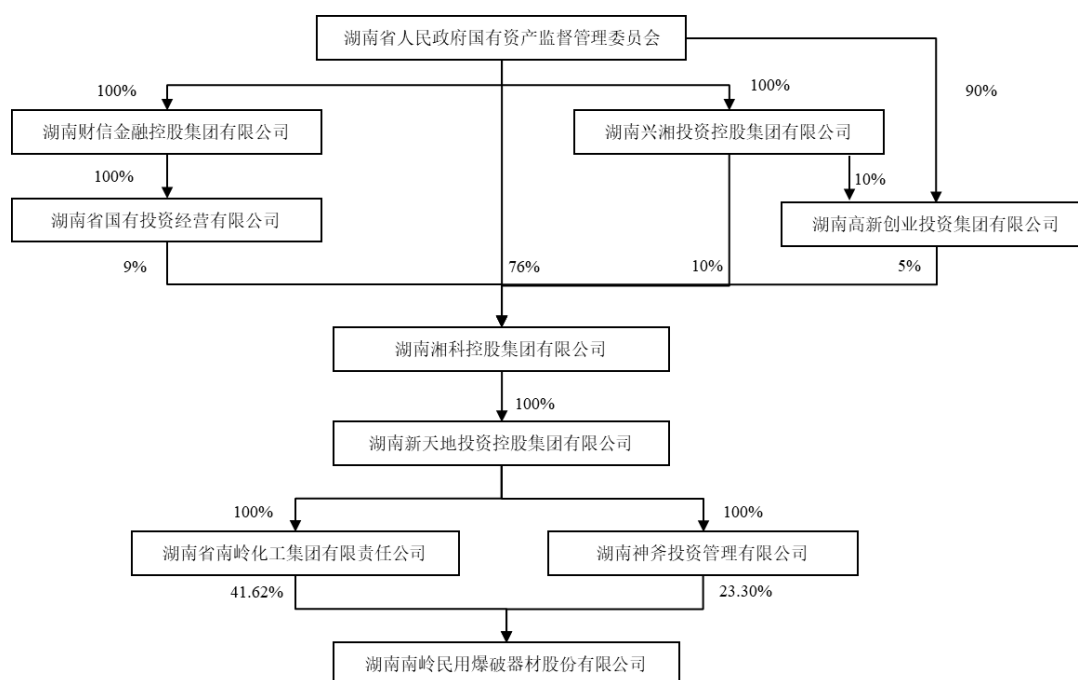 湖南省人民政府国有资产监督管理委员会
100%
100%
90%
湖南财信金融控股集团有限公司
湖南兴湘投资控股集团有限公司
100%
10%
湖南省国有投资经营有限公司
湖南高新创业投资集团有限公司
9%
76%
10%
5%
湖南湘科控股集团有限公司
100%
湖南新天地投资控股集团有限公司
100%
100%
湖南省南岭化工集团有限责任公司
湖南神斧投资管理有限公司
41.62%
23.30%
湖南南岭民用爆破器材股份有限公司